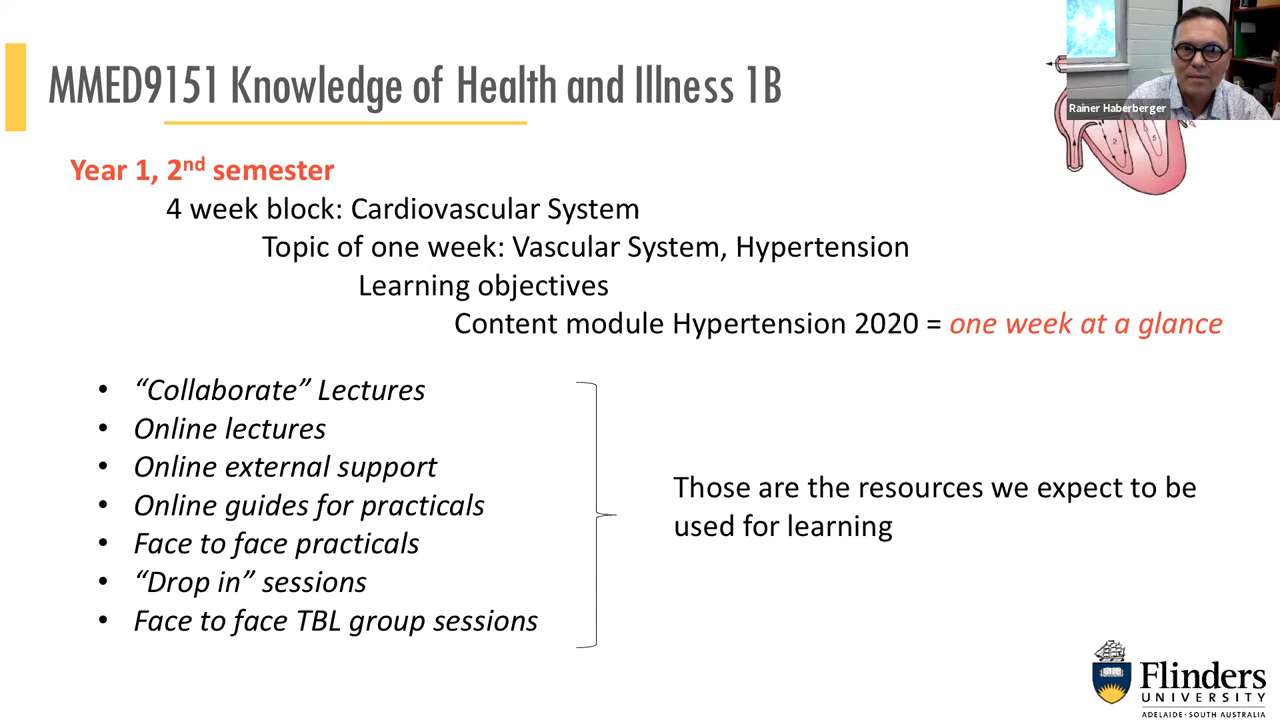 MMED9151 Knowledge of Health and Illness 1B
Rainer Haberberger
2
5
Year 1, 2nd semester
4 week block: Cardiovascular System
Topic of one week: Vascular System, Hypertension
Learning objectives
Content module Hypertension 2020 = one week at a glance
• “Collaborate” Lectures
• Online lectures
• Online external support
• Online guides for practicals
• Face to face practicals
• “Drop in” sessions
• Face to face TBL group sessions
Those are the resources we expect to be
used for learning
Flinders
UNIVERSITY
ADELAIDE · SOUTH AUSTRALIA